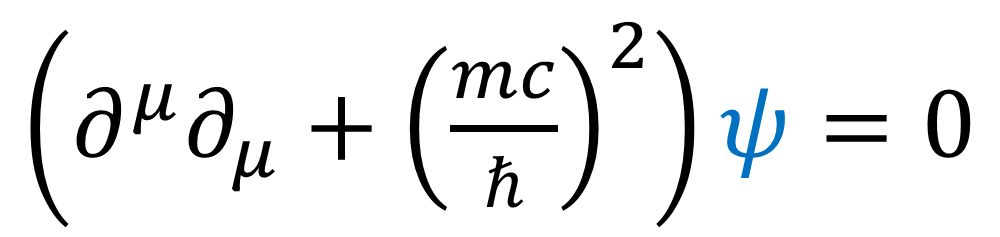 (∂^μ ∂_μ + (mc/ħ)^2) ψ = 0